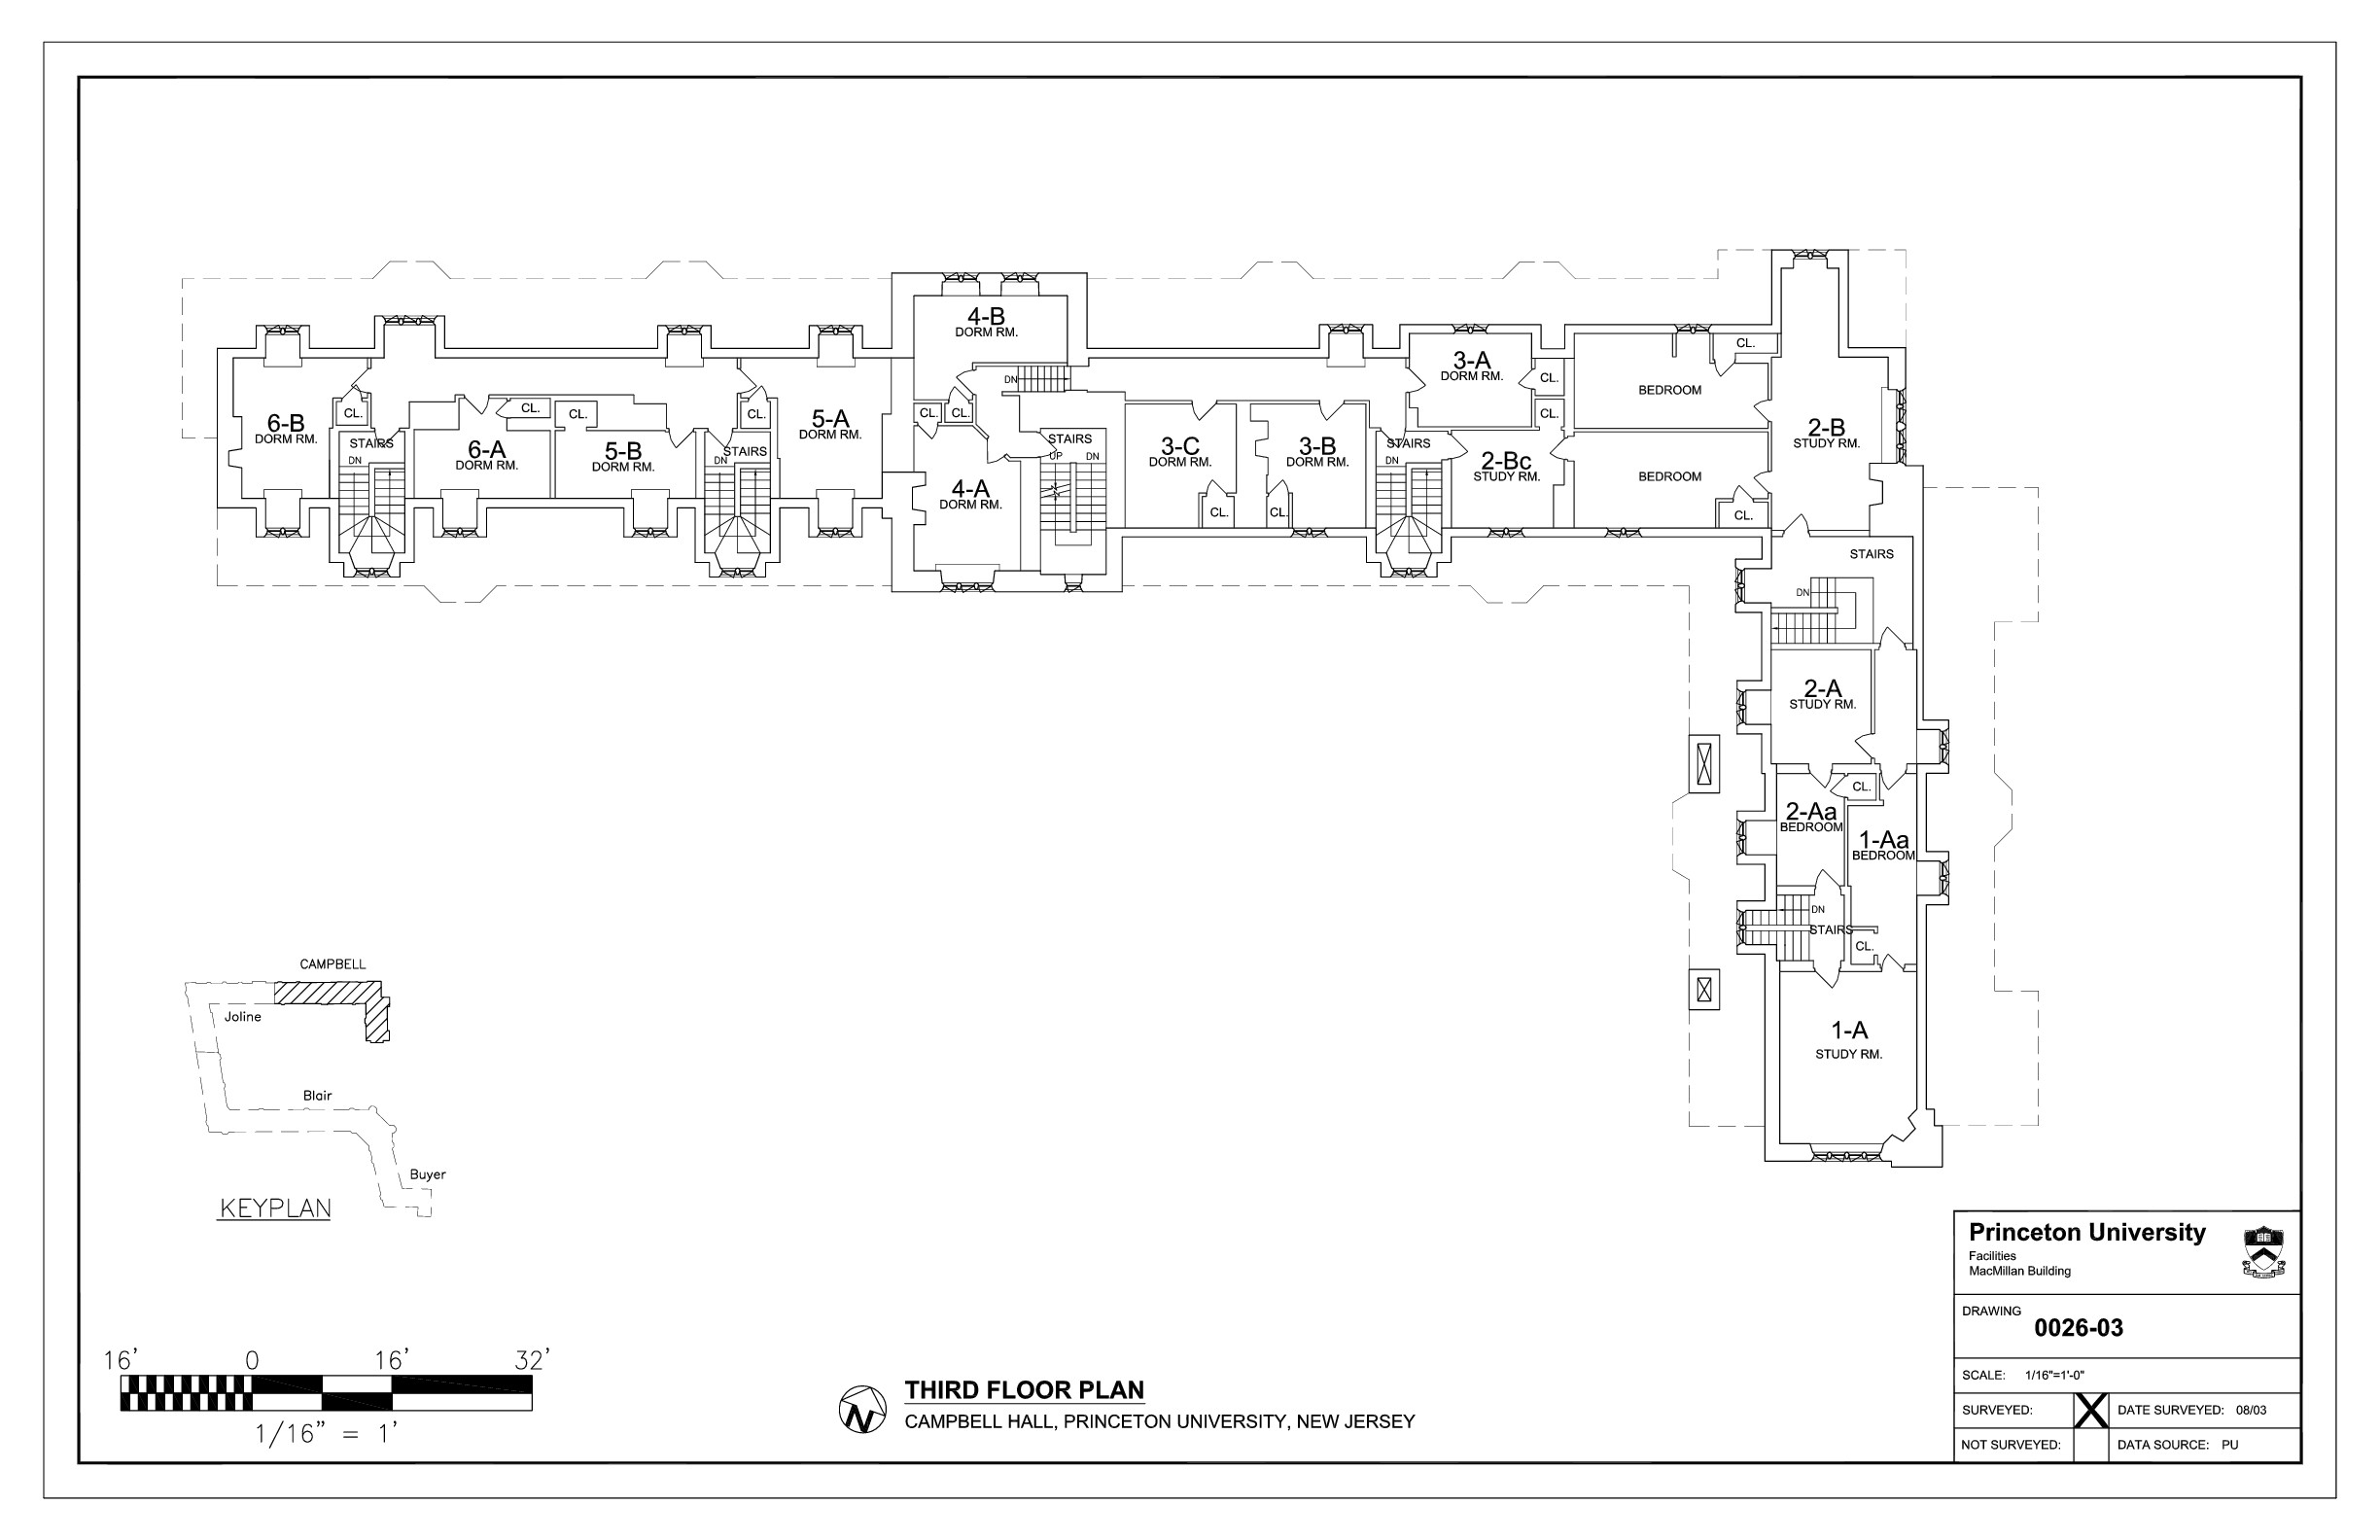 4-B
DORM RM.
CL.
3-A
DORM RM.
CL.
DN
BEDROOM
CL.
CL.
CL.
CL.
CL.
CL.
CL.
CL.
6-B
DORM RM.
5-A
DORM RM.
2-B
STUDY RM.
STAIRS
DN
6-A
DORM RM.
5-B
DORM RM.
STAIRS
DN
STAIRS
UP
DN
3-C
DORM RM.
3-B
DORM RM.
STAIRS
DN
2-Bc
STUDY RM.
BEDROOM
4-A
DORM RM.
CL.
CL.
CL.
STAIRS
DN
2-A
STUDY RM.
CL.
2-Aa
BEDROOM
1-Aa
BEDROOM
DN
STAIRS
CL.
1-A
STUDY RM.
CAMPBELL
Joline
Blair
Buyer
KEYPLAN
16' 0 16' 32'
1/16" = 1'
N
THIRD FLOOR PLAN
CAMPBELL HALL, PRINCETON UNIVERSITY, NEW JERSEY
Princeton University
Facilities
MacMillan Building
DRAWING
0026-03
SCALE: 1/16"=1'-0"
SURVEYED: X DATE SURVEYED: 08/03
NOT SURVEYED: DATA SOURCE: PU